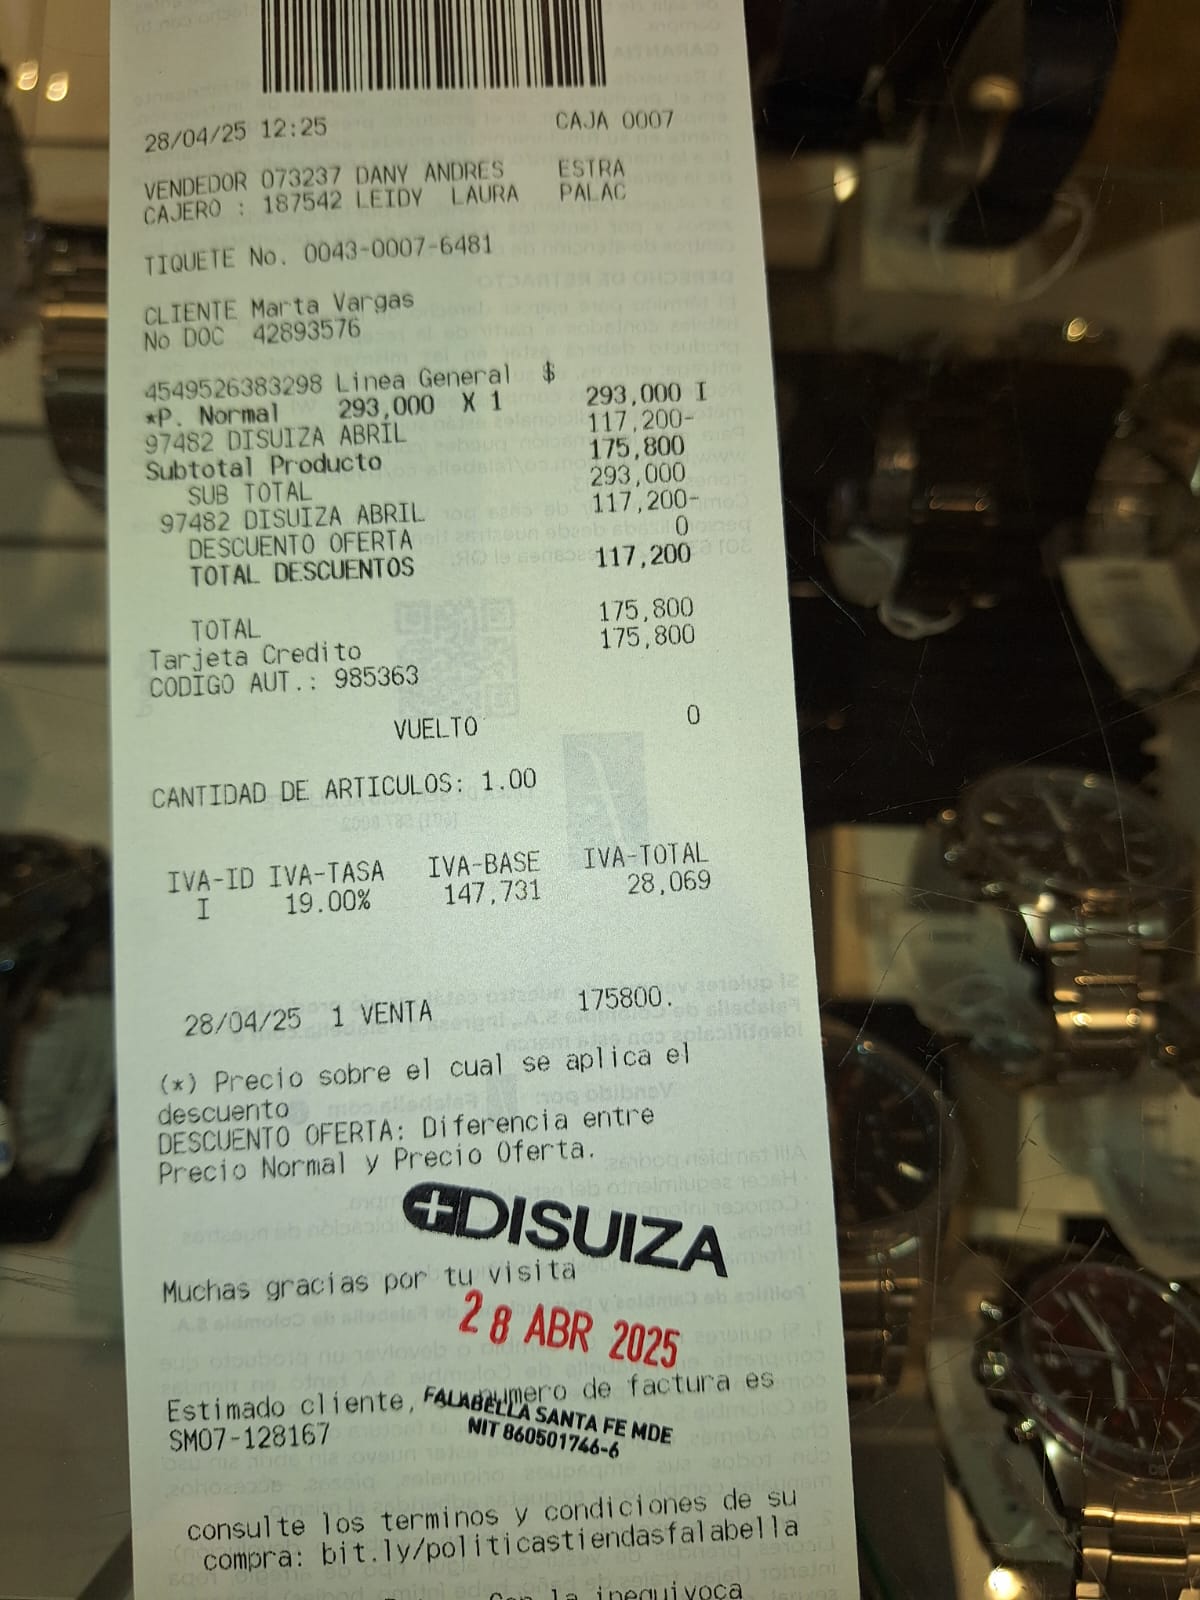 28/04/25 12:25 CAJA 0007
VENDEDOR 073237 DANY ANDRES ESTRA
CAJERO : 187542 LEIDY LAURA PALAC
TIQUETE No. 0043-0007-6481
CLIENTE Marta Vargas
No DOC 42893576
4549526383298 Linea General $
*P. Normal 293,000 X 1 293,000 I
97482 DISUIZA ABRIL 117,200-
Subtotal Producto 175,800
SUB TOTAL 293,000
97482 DISUIZA ABRIL 117,200-
DESCUENTO OFERTA 0
TOTAL DESCUENTOS 117,200
TOTAL 175,800
Tarjeta Credito 175,800
CODIGO AUT.: 985363
VUELTO 0
CANTIDAD DE ARTICULOS: 1.00
IVA-ID IVA-TASA IVA-BASE IVA-TOTAL
I 19.00% 147,731 28,069
28/04/25 1 VENTA 175800.
(*) Precio sobre el cual se aplica el
descuento
DESCUENTO OFERTA: Diferencia entre
Precio Normal y Precio Oferta.
DISUIZA
Muchas gracias por tu visita
28 ABR 2025
Estimado cliente, numero de factura es
SM07-128167
FALABELLA SANTA FE MDE
NIT 860501746-6
consulte los terminos y condiciones de su
compra: bit.ly/politicastiendasfalabella
la inequivoca